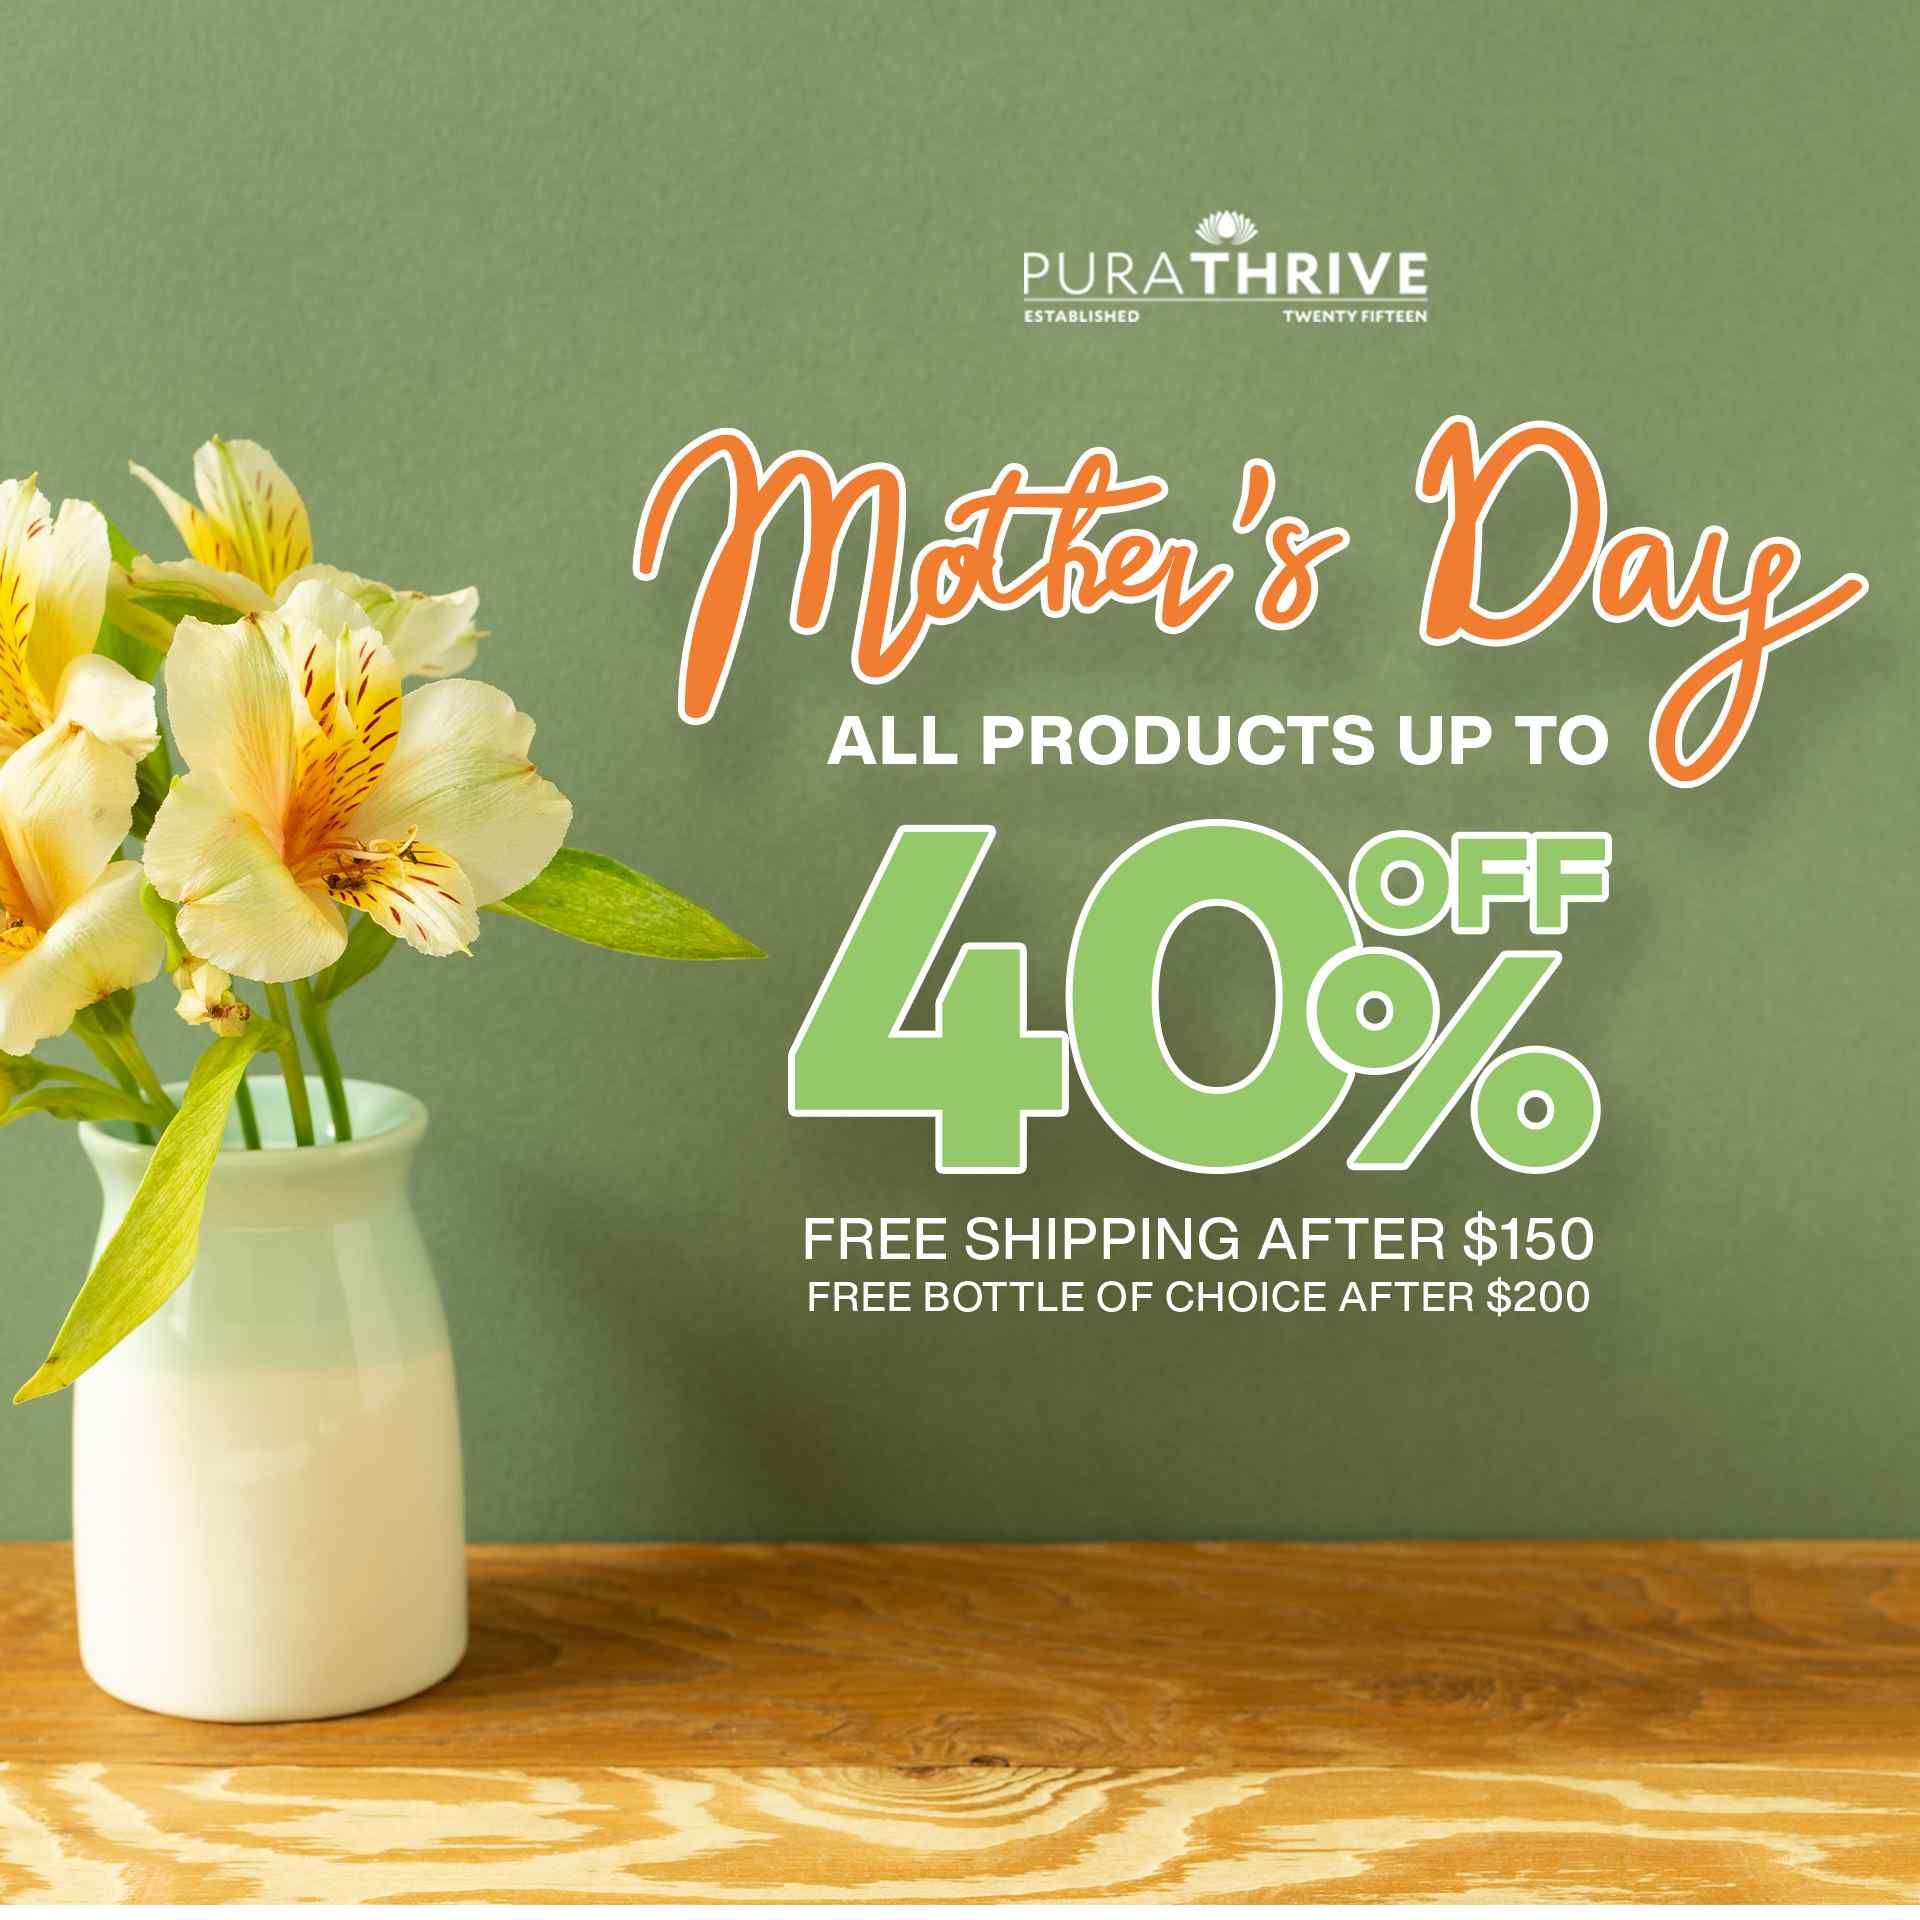 PURATHRIVE
ESTABLISHED TWENTY FIFTEEN
Mother's Day
ALL PRODUCTS UP TO
40% OFF
FREE SHIPPING AFTER $150
FREE BOTTLE OF CHOICE AFTER $200